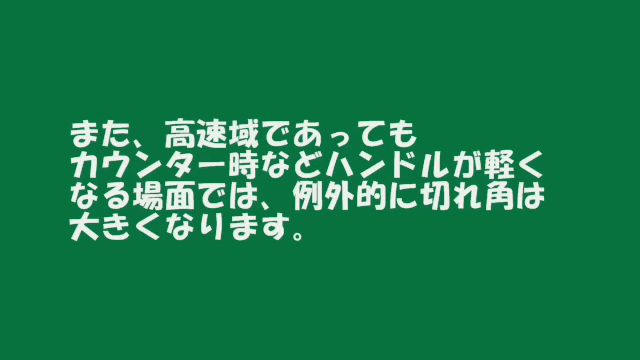 また、高速域であっても
カウンター時などハンドルが軽く
なる場面では、例外的に切れ角は
大きくなります。